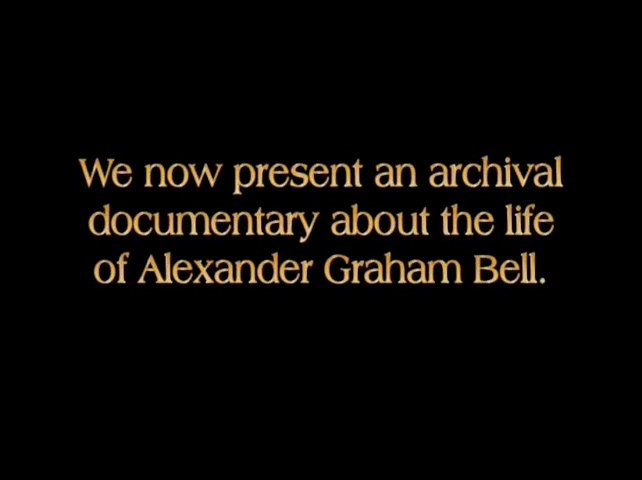 We now present an archival
documentary about the life
of Alexander Graham Bell.